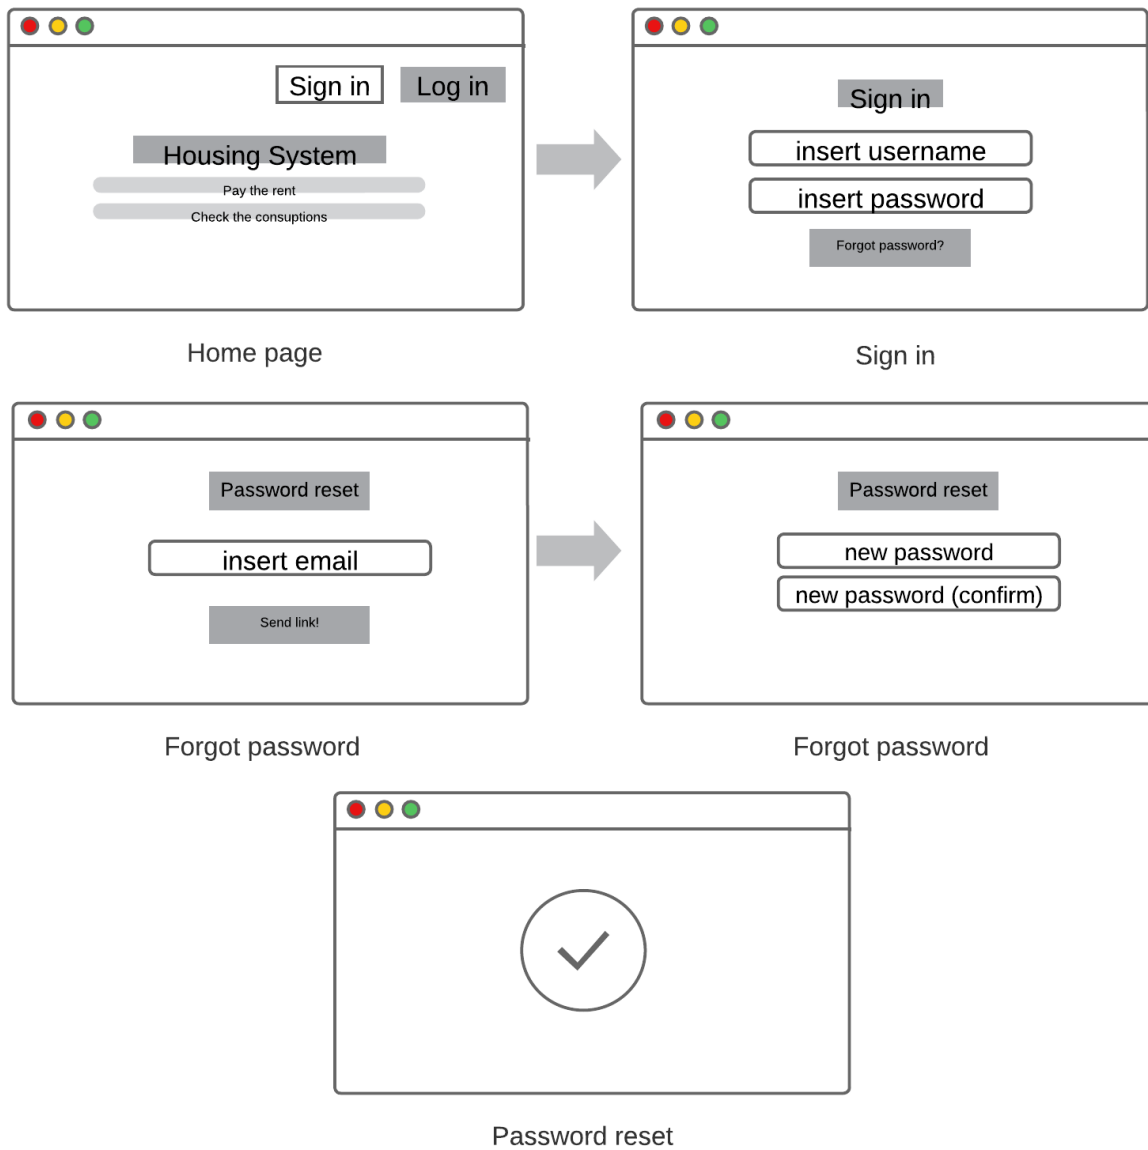 Sign in
Log in
Housing System
Pay the rent
Check the consuptions
Home page
Sign in
insert username
insert password
Forgot password?
Sign in
Password reset
insert email
Send link!
Forgot password
Password reset
new password
new password (confirm)
Forgot password
Password reset